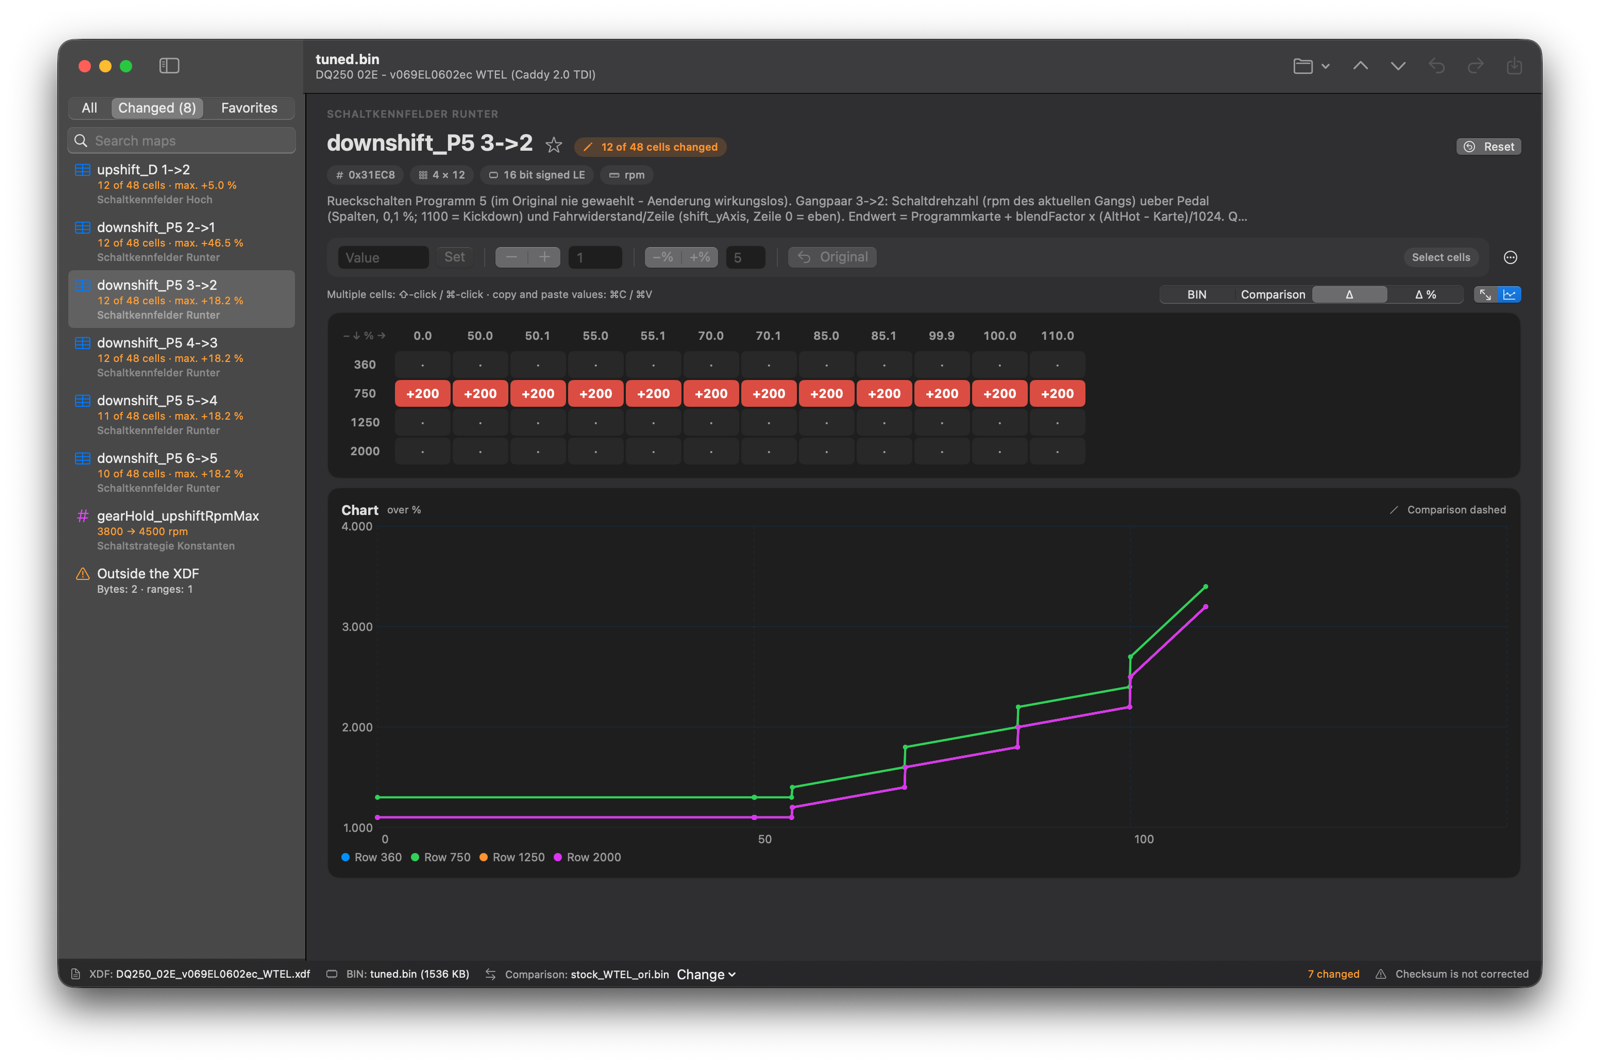 tuned.bin
DQ250 02E - v069EL0602ec WTEL (Caddy 2.0 TDI)
All
Changed (8)
Favorites
Search maps
upshift_D 1->2
12 of 48 cells · max. +5.0 %
Schaltkennfelder Hoch
downshift_P5 2->1
12 of 48 cells · max. +46.5 %
Schaltkennfelder Runter
downshift_P5 3->2
12 of 48 cells · max. +18.2 %
Schaltkennfelder Runter
downshift_P5 4->3
12 of 48 cells · max. +18.2 %
Schaltkennfelder Runter
downshift_P5 5->4
11 of 48 cells · max. +18.2 %
Schaltkennfelder Runter
downshift_P5 6->5
10 of 48 cells · max. +18.2 %
Schaltkennfelder Runter
# gearHold_upshiftRpmMax
3800 → 4500 rpm
Schaltstrategie Konstanten
Outside the XDF
Bytes: 2 · ranges: 1
SCHALTKENNFELDER RUNTER
downshift_P5 3->2
12 of 48 cells changed
Reset
# 0x31EC8
4 × 12
16 bit signed LE
rpm
Rueckschalten Programm 5 (im Original nie gewaehlt - Aenderung wirkungslos). Gangpaar 3->2: Schaltdrehzahl (rpm des aktuellen Gangs) ueber Pedal
(Spalten, 0,1 %; 1100 = Kickdown) und Fahrwiderstand/Zeile (shift_yAxis, Zeile 0 = eben). Endwert = Programmkarte + blendFactor x (AltHot - Karte)/1024. Q...
Value Set − + 1 −% +% 5 Original Select cells
Multiple cells: ⇧-click / ⌘-click · copy and paste values: ⌘C / ⌘V
BIN Comparison Δ Δ %
− ↓ % → 0.0 50.0 50.1 55.0 55.1 70.0 70.1 85.0 85.1 99.9 100.0 110.0
360 · · · · · · · · · · · ·
750 +200 +200 +200 +200 +200 +200 +200 +200 +200 +200 +200 +200
1250 · · · · · · · · · · · ·
2000 · · · · · · · · · · · ·
Chart over %
Comparison dashed
4.000
3.000
2.000
1.000
0 50 100
Row 360 Row 750 Row 1250 Row 2000
XDF: DQ250_02E_v069EL0602ec_WTEL.xdf BIN: tuned.bin (1536 KB) Comparison: stock_WTEL_ori.bin Change 7 changed Checksum is not corrected